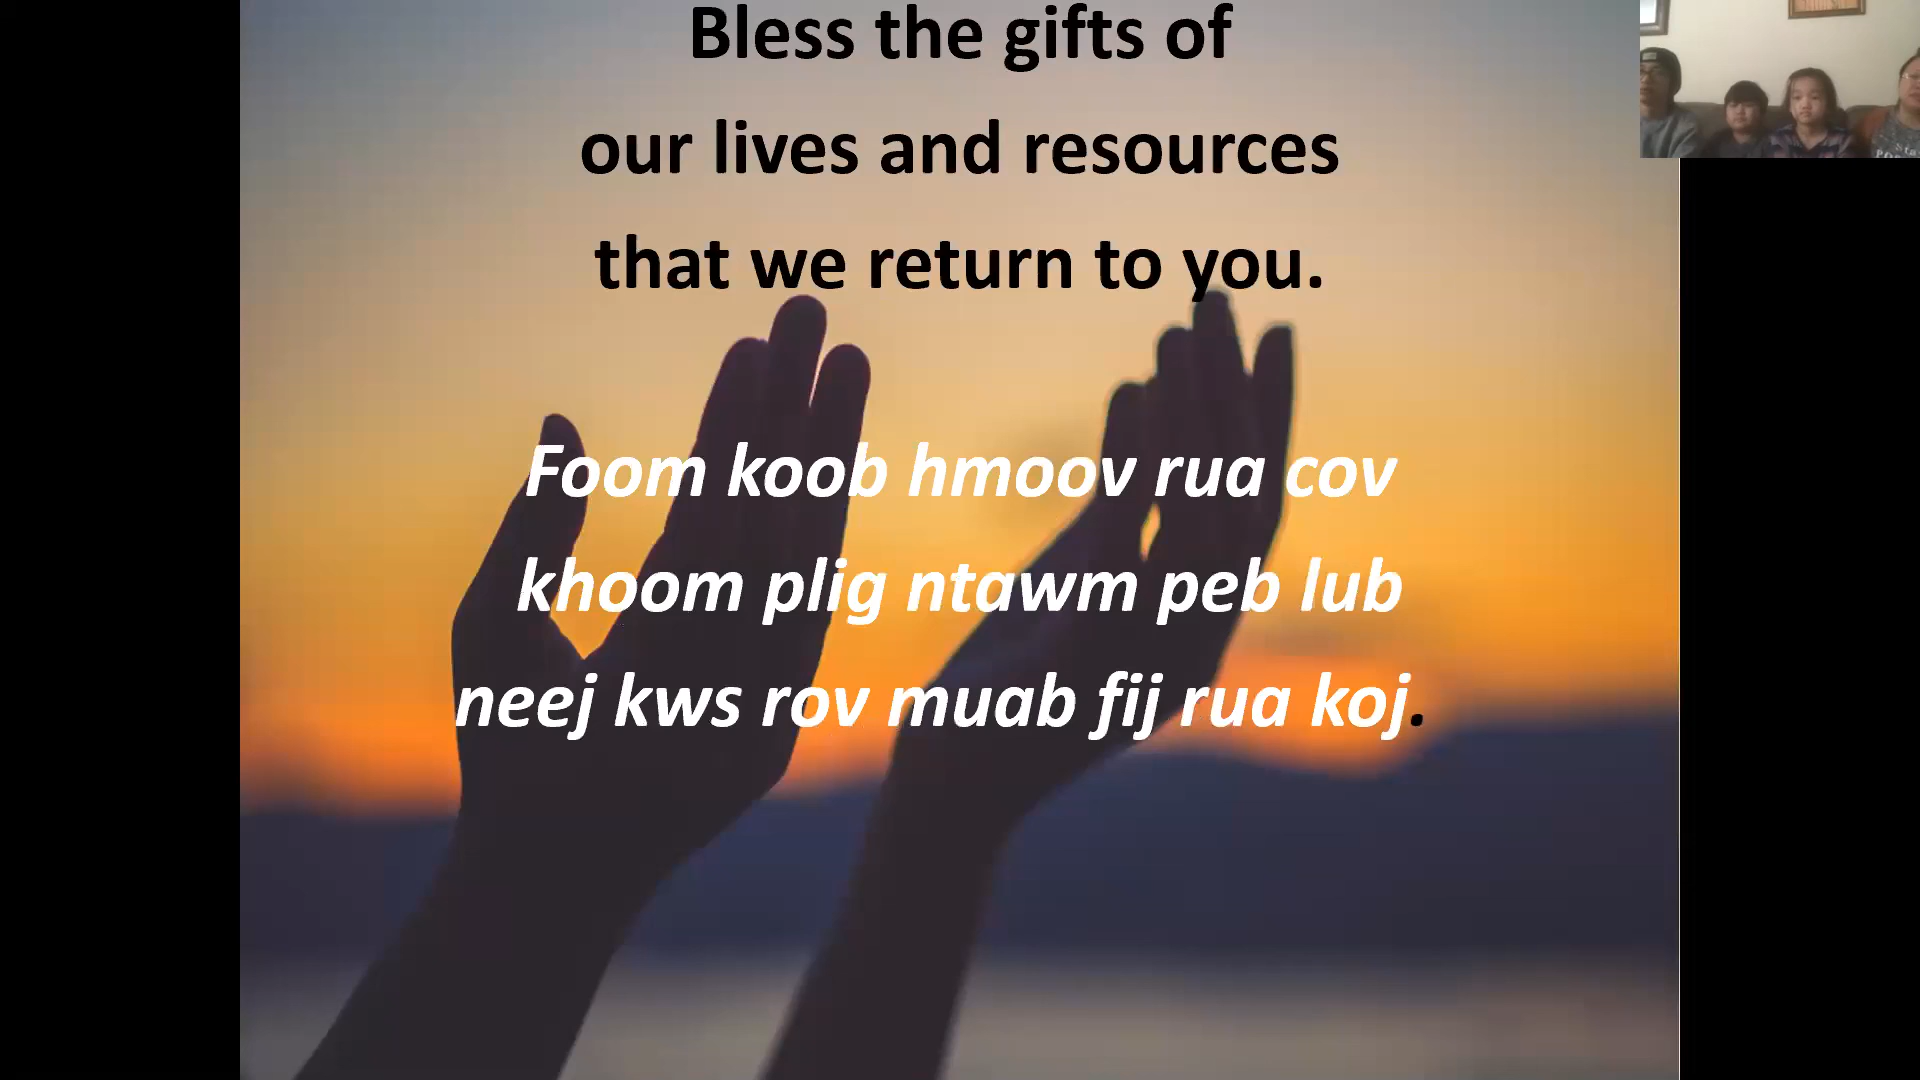 Bless the gifts of
our lives and resources
that we return to you.
Foom koob hmoov rua cov
khoom plig ntawm peb lub
neej kws rov muab fij rua koj.